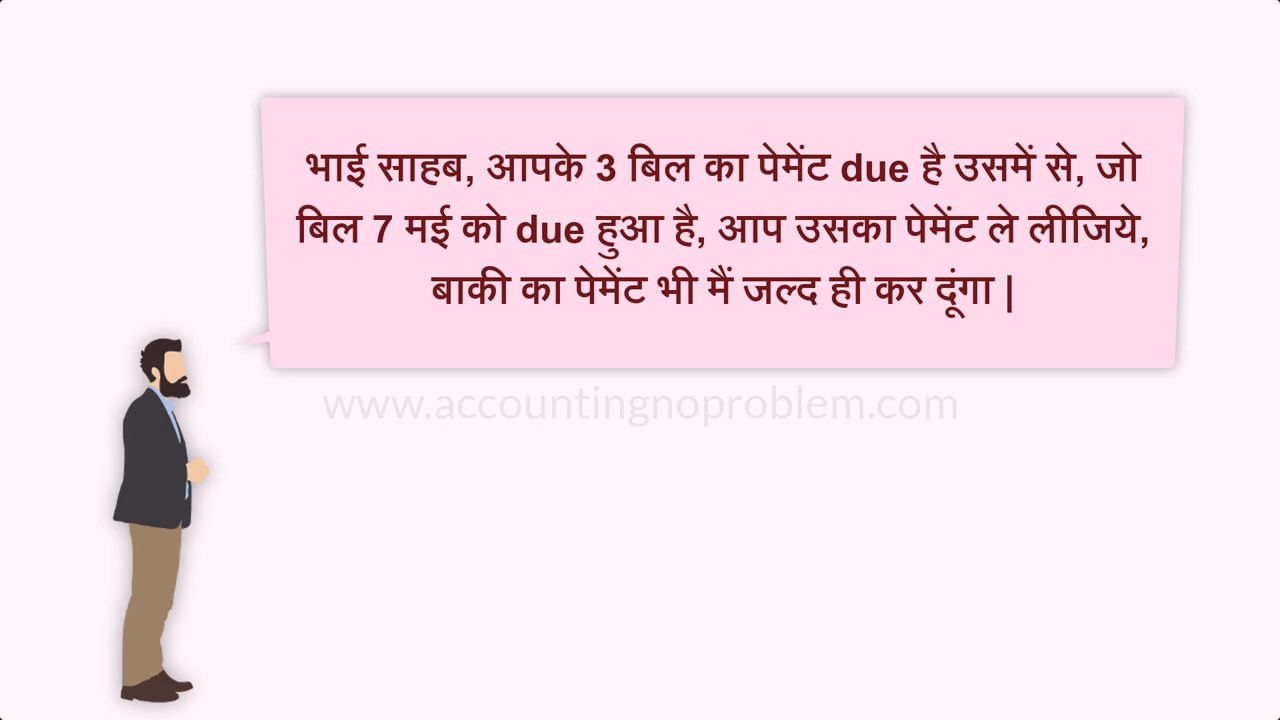 भाई साहब, आपके 3 बिल का पेमेंट due है उसमें से, जो
बिल 7 मई को due हुआ है, आप उसका पेमेंट ले लीजिये,
बाकी का पेमेंट भी मैं जल्द ही कर दूंगा |
www.accountingnoproblem.com